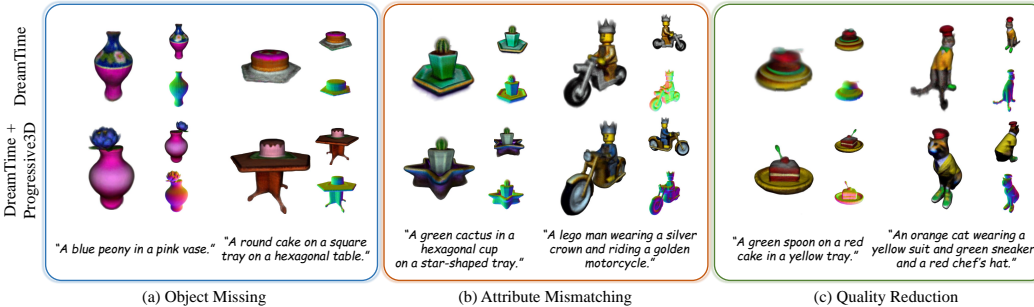 DreamTime
DreamTime +
Progressive3D
“A blue peony in a pink vase.”
“A round cake on a square
tray on a hexagonal table.”
“A green cactus in a
hexagonal cup
on a star-shaped tray.”
“A lego man wearing a silver
crown and riding a golden
motorcycle.”
“A green spoon on a red
cake in a yellow tray.”
“An orange cat wearing a
yellow suit and green sneaker
and a red chef's hat.”
(a) Object Missing
(b) Attribute Mismatching
(c) Quality Reduction